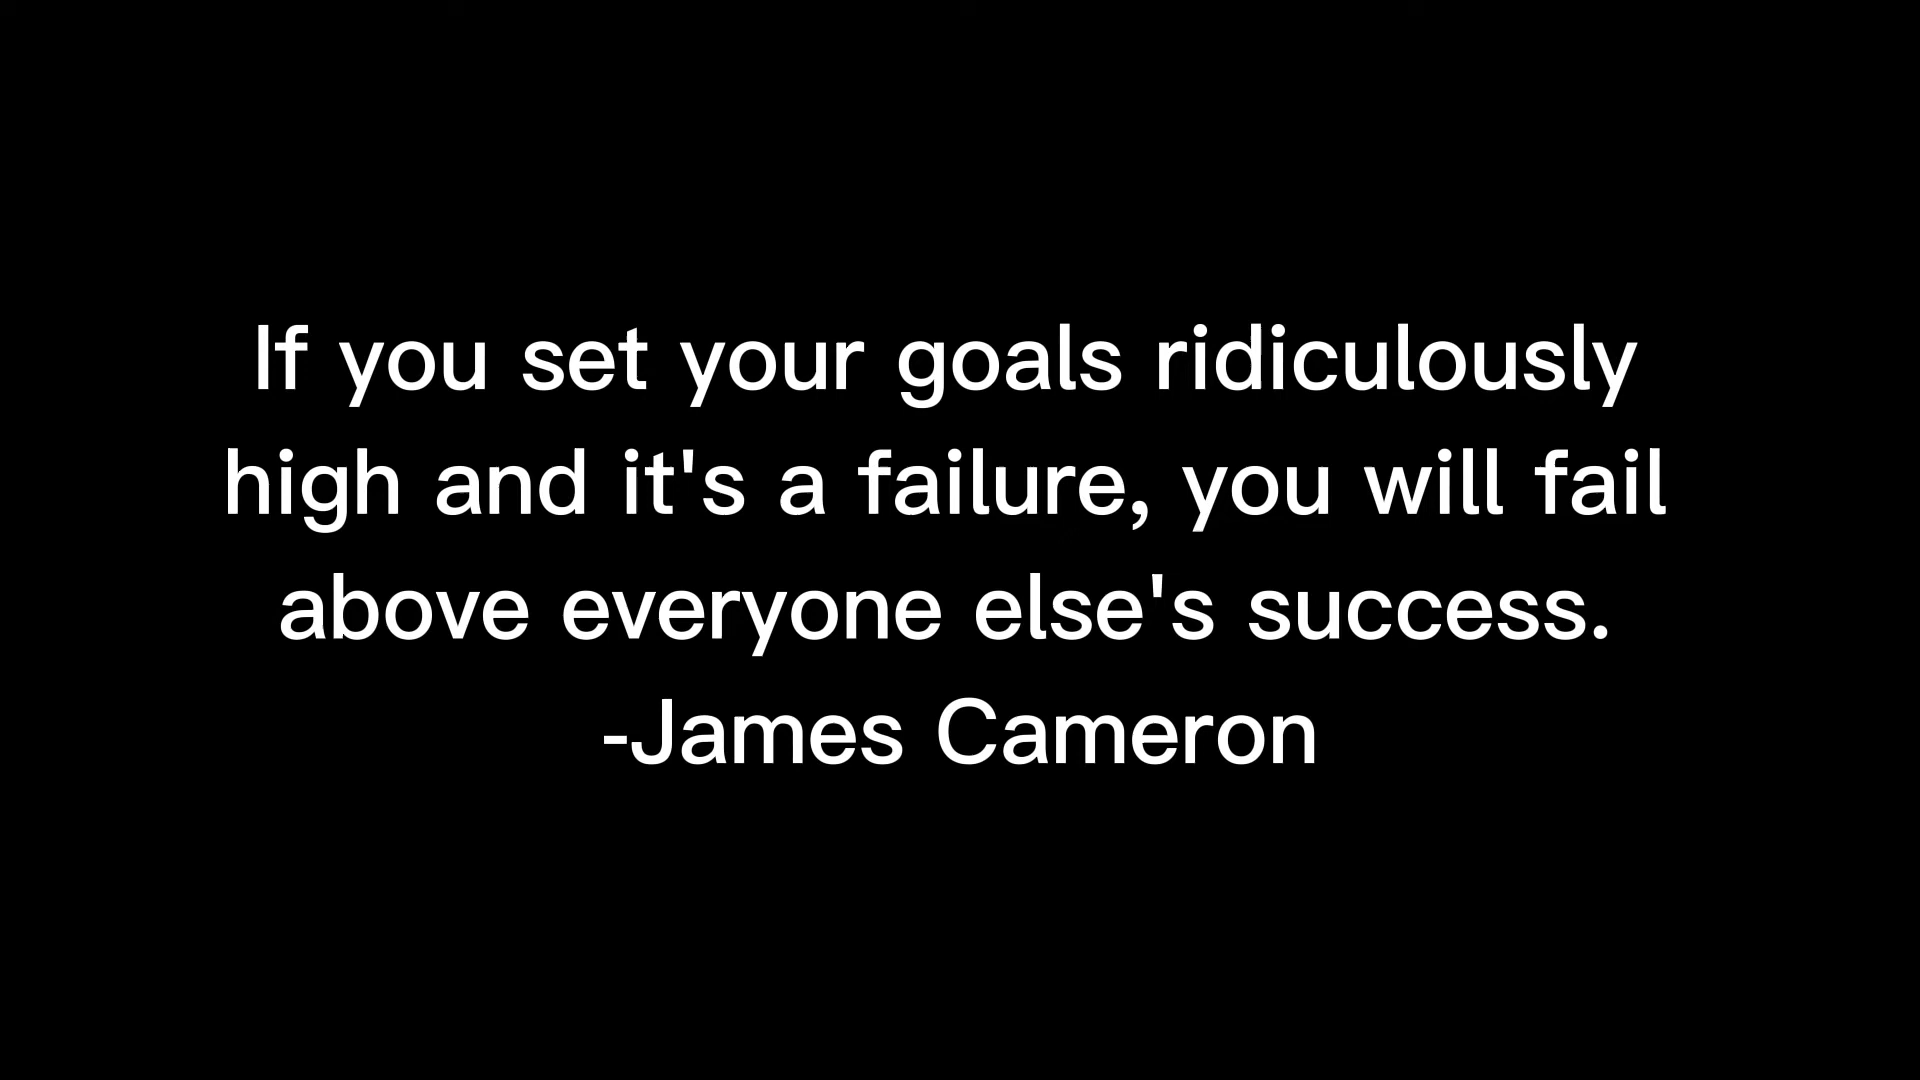 If you set your goals ridiculously
high and it's a failure, you will fail
above everyone else's success.
-James Cameron